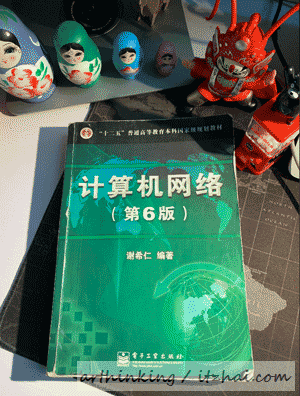 "十二五"普通高等教育本科国家级规划教材
计算机网络
(第6版)
谢希仁 编著
电子工业出版社
arthinking / itzhai.com